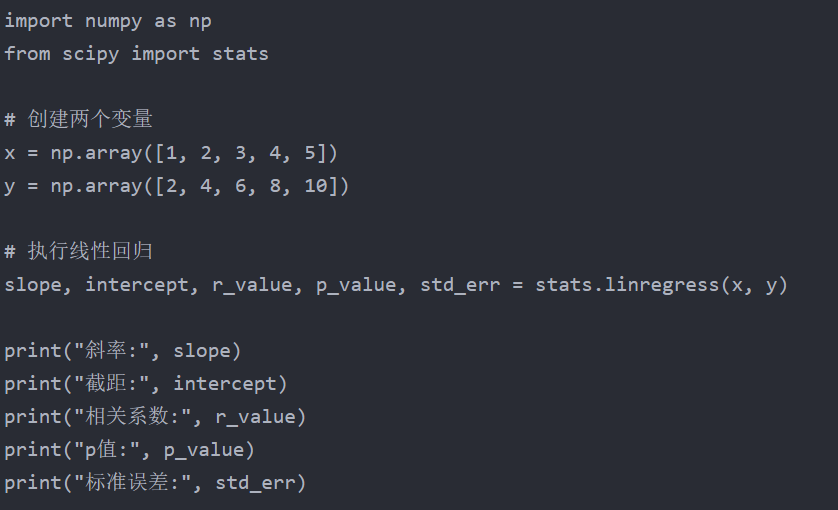 import numpy as np
from scipy import stats
# 创建两个变量
x = np.array([1, 2, 3, 4, 5])
y = np.array([2, 4, 6, 8, 10])
# 执行线性回归
slope, intercept, r_value, p_value, std_err = stats.linregress(x, y)
print("斜率:", slope)
print("截距:", intercept)
print("相关系数:", r_value)
print("p值:", p_value)
print("标准误差:", std_err)